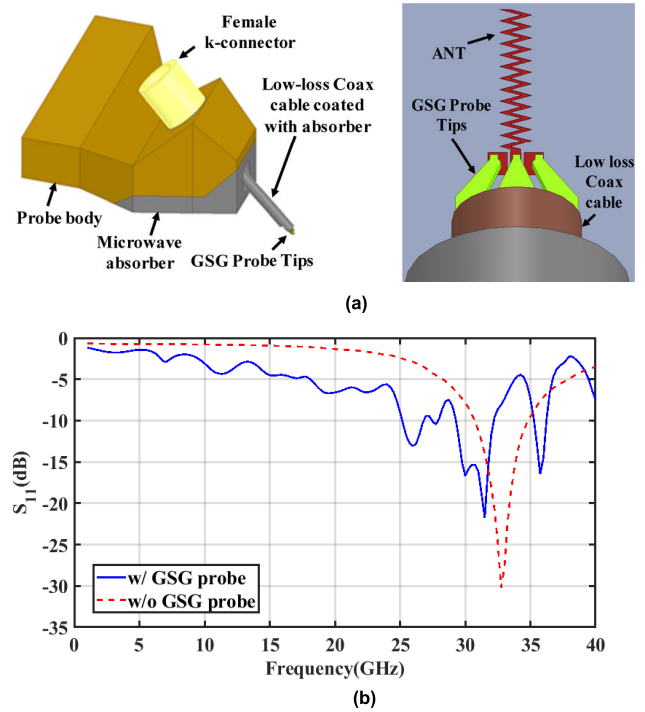 Female
k-connector
Low-loss Coax
cable coated
with absorber
Probe body
Microwave
absorber
GSG Probe Tips
ANT
GSG Probe
Tips
Low loss
Coax
cable
(a)
0
-5
-10
-15
-20
-25
-30
-35
S11(dB)
w/ GSG probe
w/o GSG probe
0 5 10 15 20 25 30 35 40
Frequency(GHz)
(b)